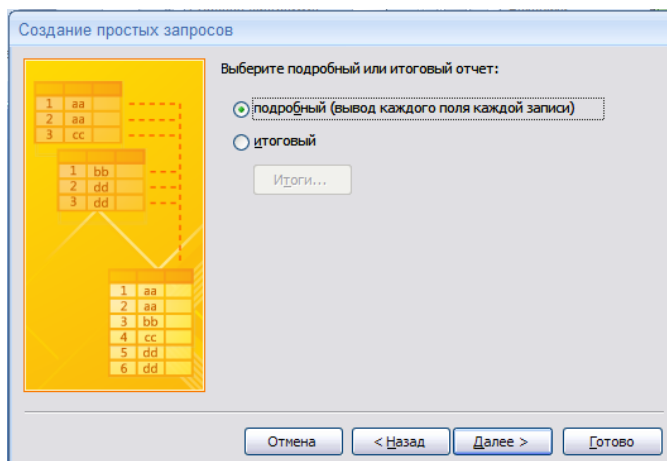 Создание простых запросов
Выберите подробный или итоговый отчет:
подробный (вывод каждого поля каждой записи)
итоговый
Итоги...
1 aa
2 aa
3 cc
1 bb
2 dd
3 dd
1 aa
2 aa
3 bb
4 cc
5 dd
6 dd
Отмена
< Назад
Далее >
Готово